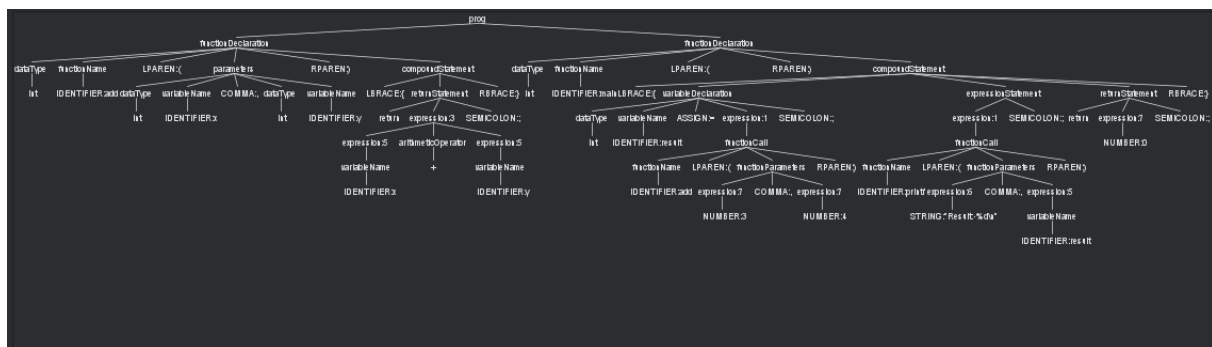 prog
functionDeclaration functionDeclaration
dataType functionName LPAREN:( parameters RPAREN:) compoundStatement dataType functionName LPAREN:( RPAREN:) compoundStatement
Int IDENTIFIER:add dataType variableName COMMA:, dataType variableName LBRACE:{ returnStatement RBRACE:} Int IDENTIFIER:main LBRACE:{ variableDeclaration expressionStatement returnStatement RBRACE:}
Int IDENTIFIER:x Int IDENTIFIER:y return expression:3 SEMICOLON:; dataType variableName ASSIGN:= expression:1 SEMICOLON:; expression:1 SEMICOLON:; return expression:7 SEMICOLON:;
expression:5 aritimeticOperator expression:5 Int IDENTIFIER:result functionCall functionCall NUMBER:0
variableName + variableName functionName LPAREN:( functionParameters RPAREN:) functionName LPAREN:( functionParameters RPAREN:)
IDENTIFIER:x IDENTIFIER:y IDENTIFIER:add expression:7 COMMA:, expression:7 IDENTIFIER:printf expression:6 COMMA:, expression:5
NUMBER:3 NUMBER:4 STRING:"Result:-%d\n" variableName
IDENTIFIER:result